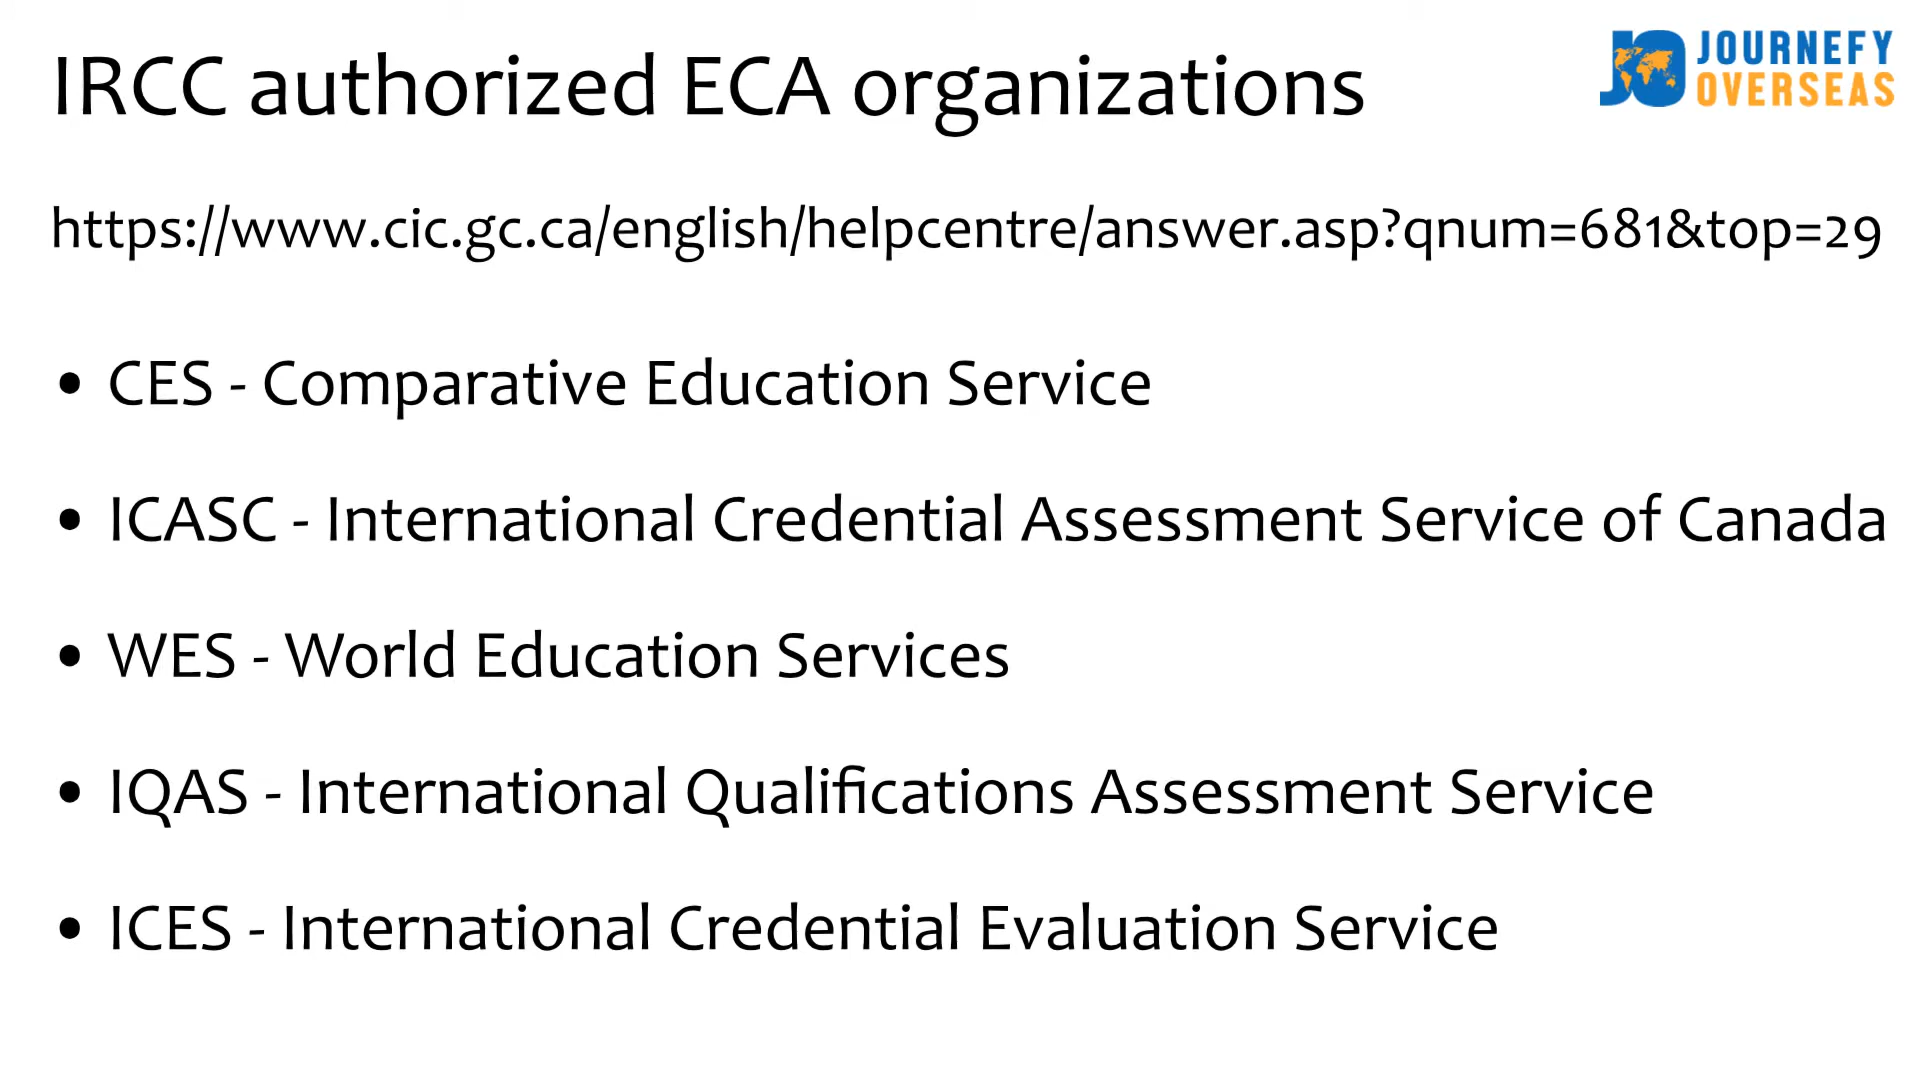 IRCC authorized ECA organizations
JOURNEFY
OVERSEAS
https://www.cic.gc.ca/english/helpcentre/answer.asp?qnum=681&top=29
• CES - Comparative Education Service
• ICASC - International Credential Assessment Service of Canada
• WES - World Education Services
• IQAS - International Qualifications Assessment Service
• ICES - International Credential Evaluation Service